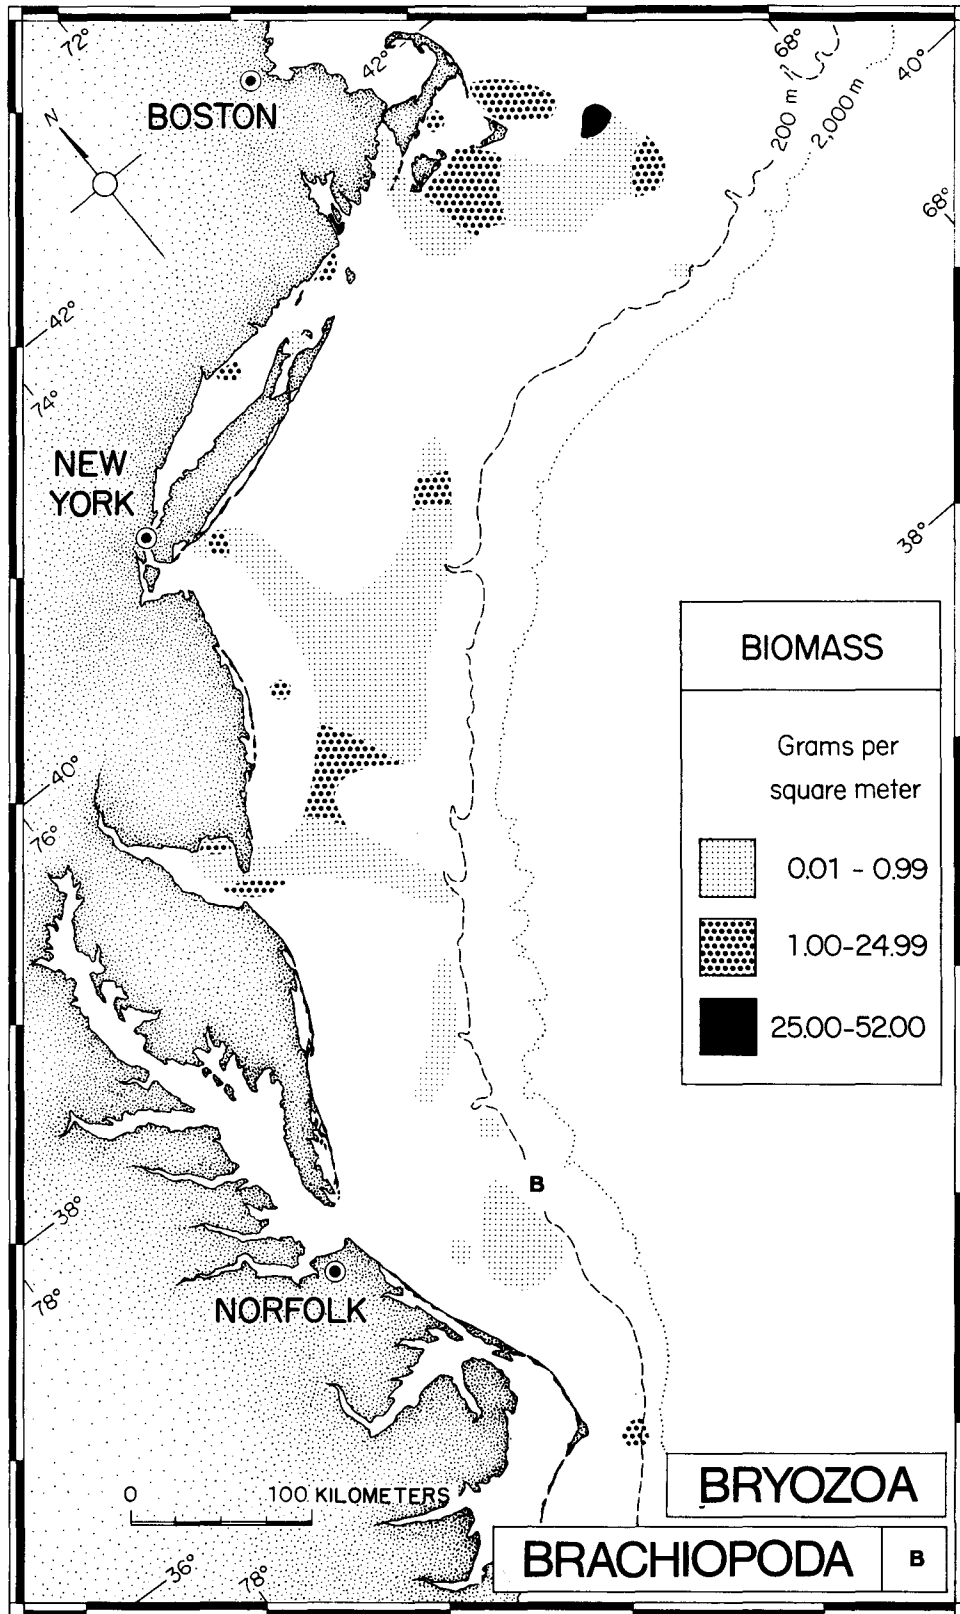 72°
42°
68°
40°
BOSTON
N
200 m
2,000 m
68°
42°
74°
NEW
YORK
38°
BIOMASS
Grams per
square meter
0.01 - 0.99
1.00-24.99
25.00-52.00
40°
76°
B
38°
78°
NORFOLK
0 100 KILOMETERS
BRYOZOA
BRACHIOPODA B
36°
78°